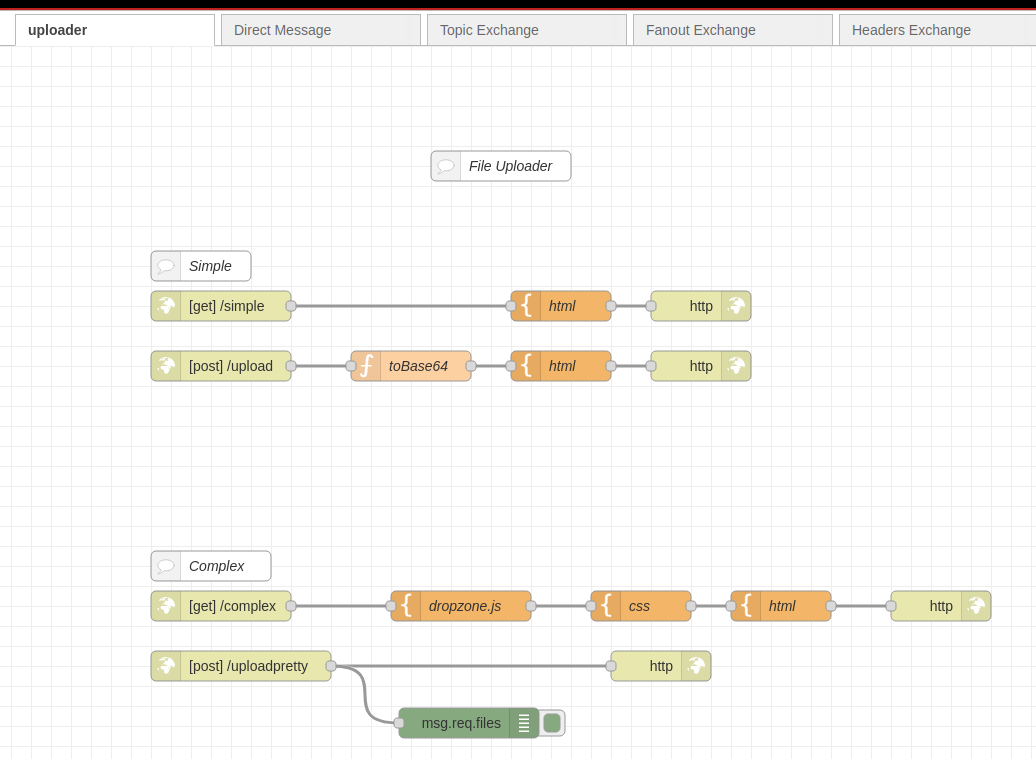 uploader
Direct Message
Topic Exchange
Fanout Exchange
Headers Exchange
File Uploader
Simple
[get] /simple
html
http
[post] /upload
toBase64
html
http
Complex
[get] /complex
dropzone.js
css
html
http
[post] /uploadpretty
http
msg.req.files